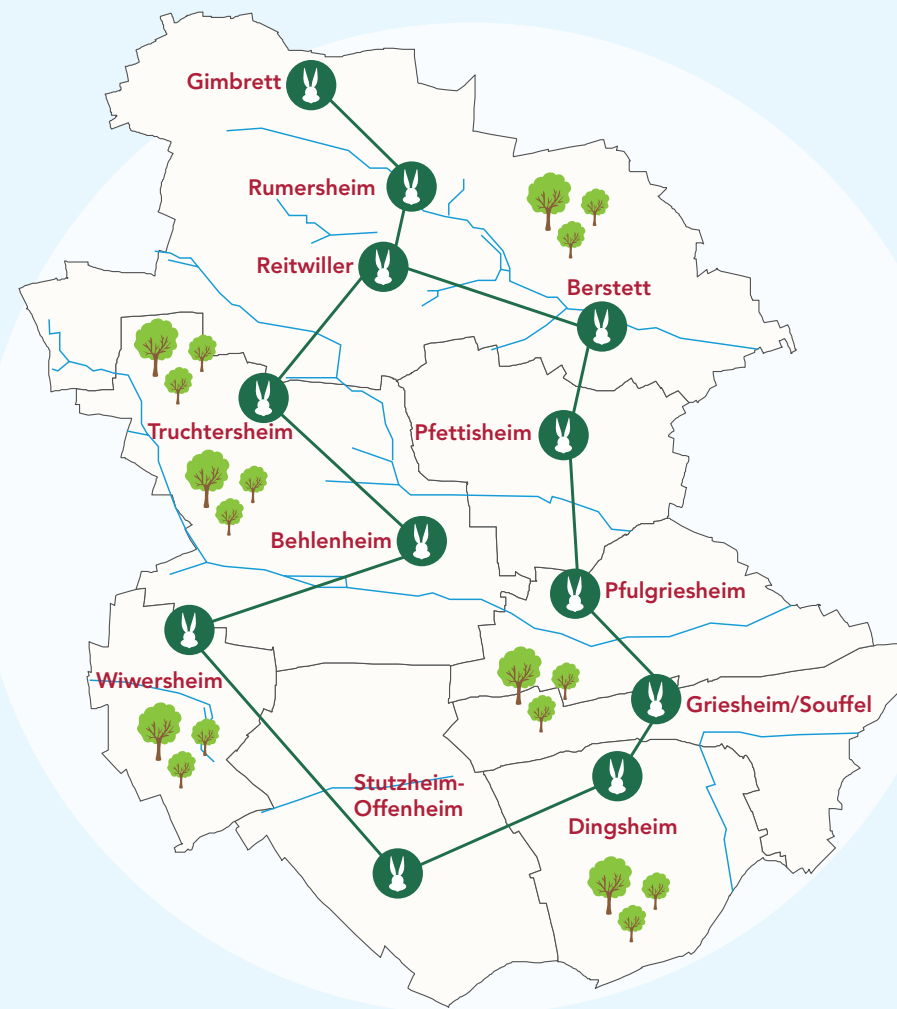 Gimbrett
Rumersheim
Reitwiller
Berstett
Truchtersheim
Pfettisheim
Behlenheim
Pfulgriesheim
Wiwersheim
Griesheim/Souffel
Stutzheim-
Offenheim
Dingsheim